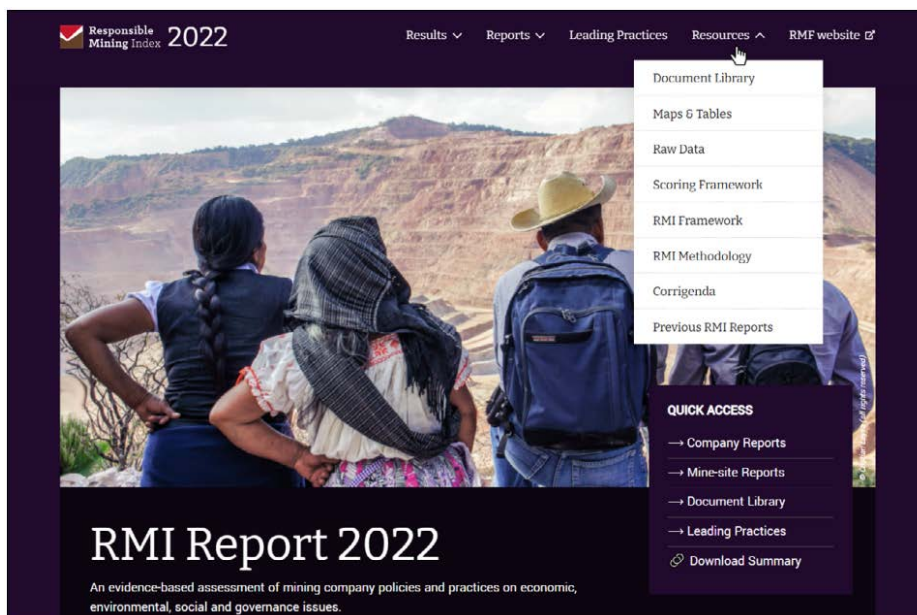 Responsible
Mining Index 2022
Results
Reports
Leading Practices
Resources
RMF website
Document Library
Maps & Tables
Raw Data
Scoring Framework
RMI Framework
RMI Methodology
Corrigenda
Previous RMI Reports
QUICK ACCESS
→ Company Reports
→ Mine-site Reports
→ Document Library
→ Leading Practices
Download Summary
RMI Report 2022
An evidence-based assessment of mining company policies and practices on economic,
environmental, social and governance issues.